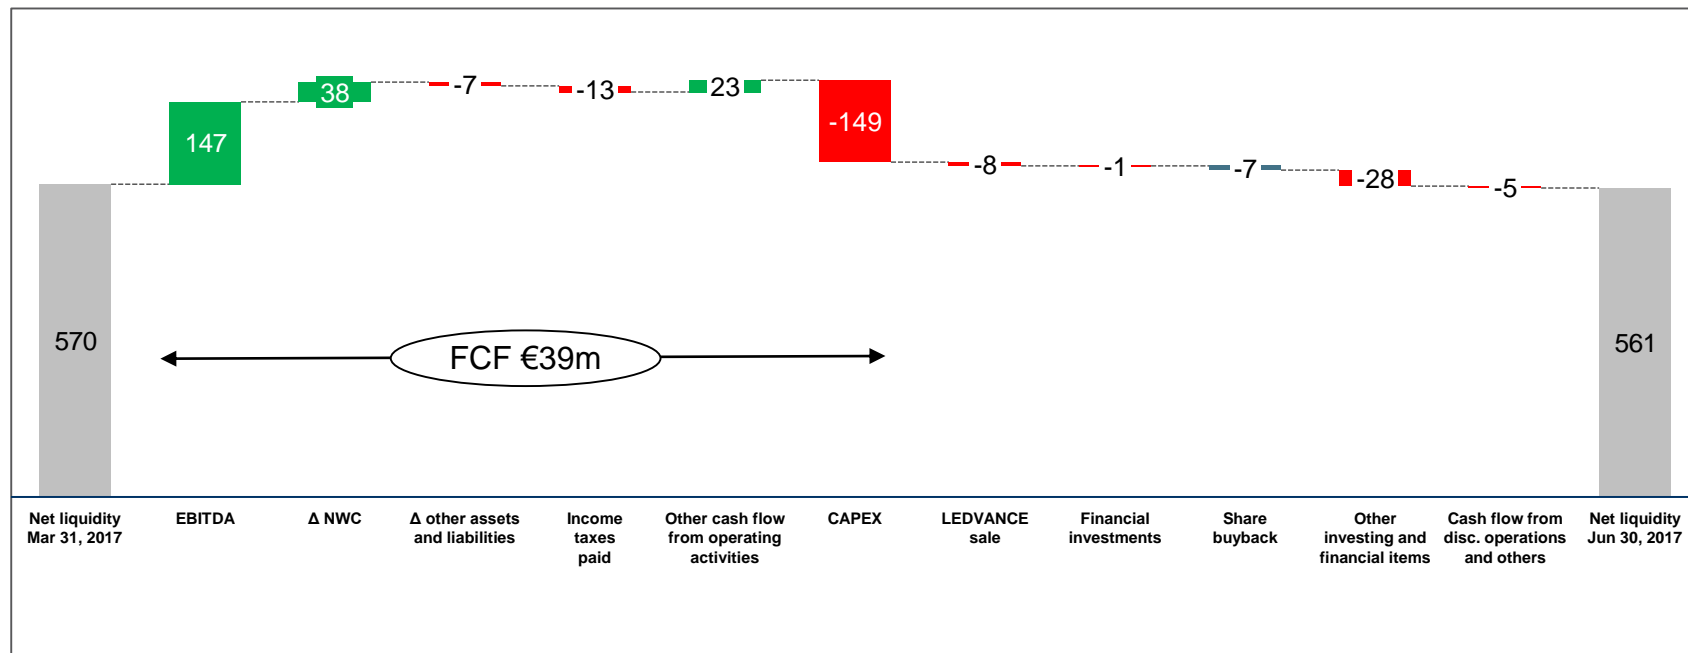 38
-7
-13
23
147
-149
-8
-1
-7
-28
-5
570
FCF €39m
561
Net liquidity
Mar 31, 2017
EBITDA
Δ NWC
Δ other assets
and liabilities
Income
taxes
paid
Other cash flow
from operating
activities
CAPEX
LEDVANCE
sale
Financial
investments
Share
buyback
Other
investing and
financial items
Cash flow from
disc. operations
and others
Net liquidity
Jun 30, 2017